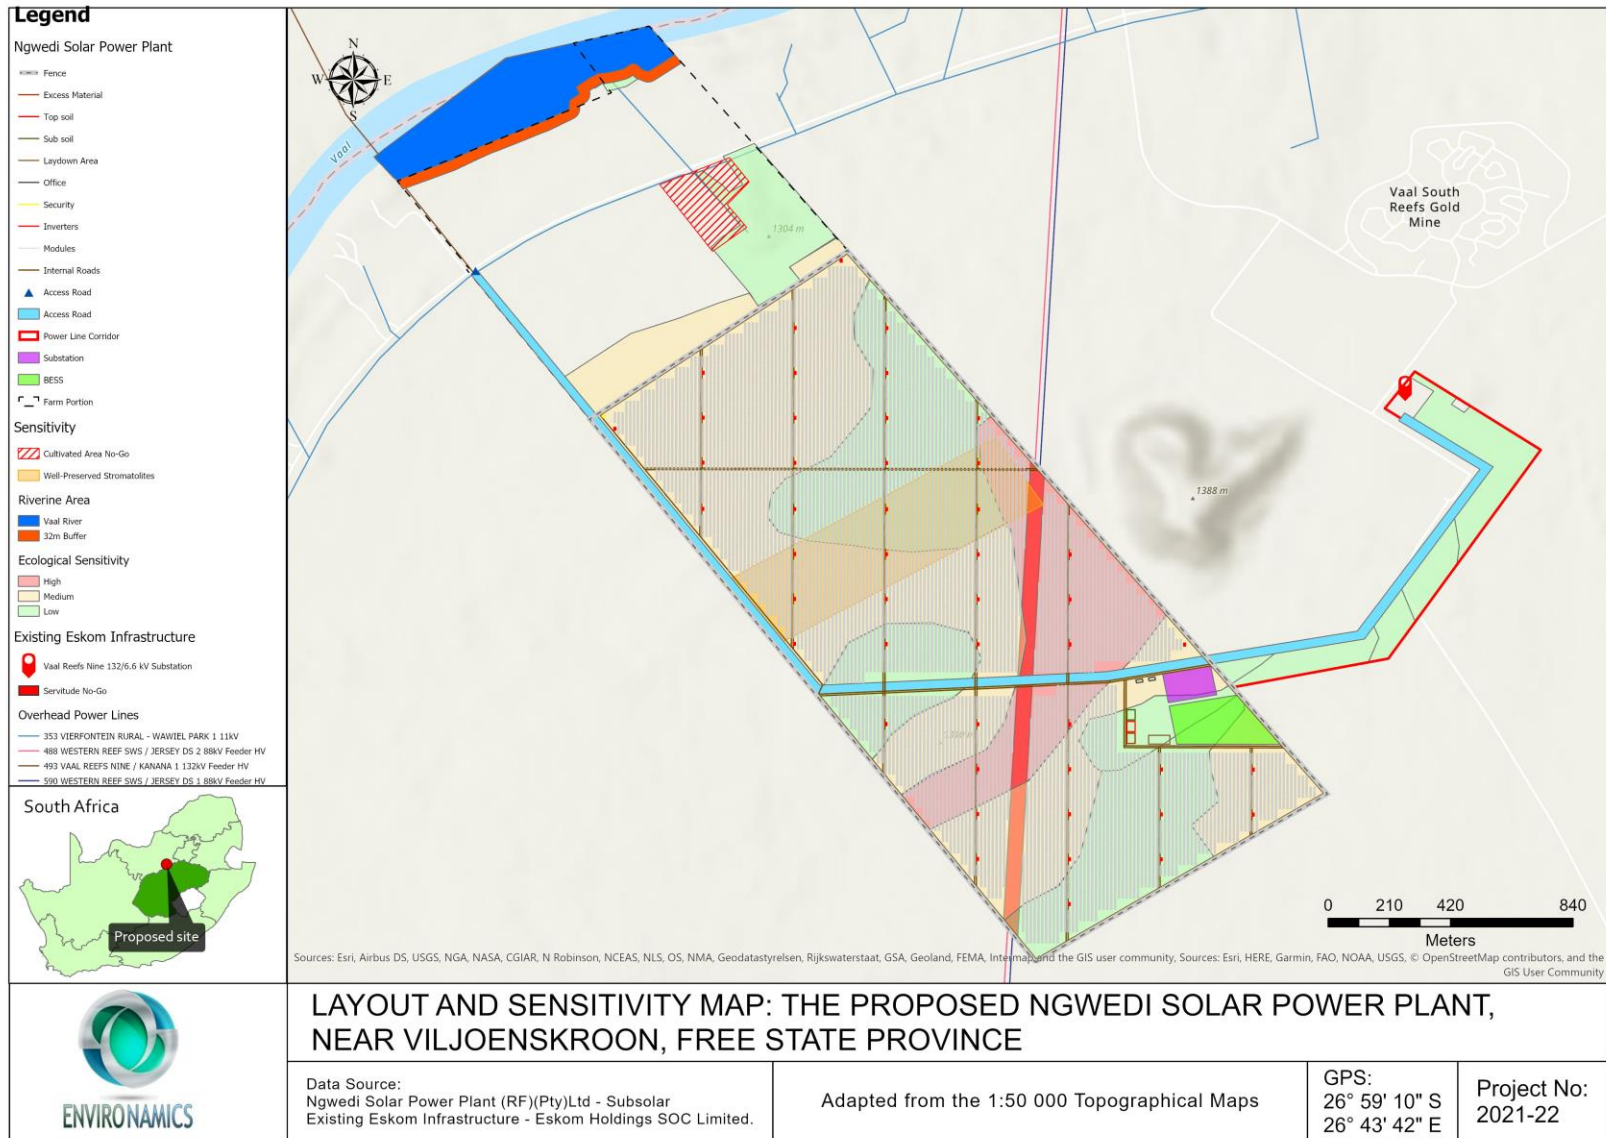 Legend
Ngwedi Solar Power Plant
Fence
Excess Material
Top soil
Sub soil
Laydown Area
Office
Security
Inverters
Modules
Internal Roads
Access Road
Access Road
Power Line Corridor
Substation
BESS
Farm Portion
Sensitivity
Cultivated Area No-Go
Well-Preserved Stromatolites
Riverine Area
Vaal River
32m Buffer
Ecological Sensitivity
High
Medium
Low
Existing Eskom Infrastructure
Vaal Reefs Nine 132/6.6 kV Substation
Servitude No-Go
Overhead Power Lines
353 VIERFONTEIN RURAL - WAWIEL PARK 1 11kV
488 WESTERN REEF SWS / JERSEY DS 2 88kV Feeder HV
493 VAAL REEFS NINE / KANANA 1 132kV Feeder HV
590 WESTERN REEF SWS / JERSEY DS 1 88kV Feeder HV
South Africa
Proposed site
N
W
E
S
Vaal
1304 m
Vaal South
Reefs Gold
Mine
1388 m
0 210 420 840
Meters
Sources: Esri, Airbus DS, USGS, NGA, NASA, CGIAR, N Robinson, NCEAS, NLS, OS, NMA, Geodatastyrelsen, Rijkswaterstaat, GSA, Geoland, FEMA, Intermap and the GIS user community, Sources: Esri, HERE, Garmin, FAO, NOAA, USGS, © OpenStreetMap contributors, and the
GIS User Community
ENVIRONAMICS
LAYOUT AND SENSITIVITY MAP: THE PROPOSED NGWEDI SOLAR POWER PLANT,
NEAR VILJOENSKROON, FREE STATE PROVINCE
Data Source:
Ngwedi Solar Power Plant (RF)(Pty)Ltd - Subsolar
Existing Eskom Infrastructure - Eskom Holdings SOC Limited.
Adapted from the 1:50 000 Topographical Maps
GPS:
26° 59' 10" S
26° 43' 42" E
Project No:
2021-22